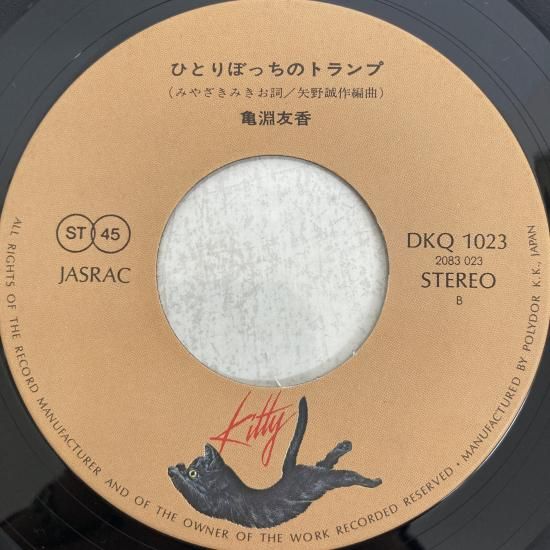 ひとりぼっちのトランプ
(みやざきみきお詞/矢野誠作編曲)
亀淵友香
ST 45
JASRAC
DKQ 1023
2083 023
STEREO
B
Kitty
ALL RIGHTS OF THE RECORD MANUFACTURER AND OF THE OWNER OF THE WORK RECORDED RESERVED • MANUFACTURED BY POLYDOR K.K., JAPAN